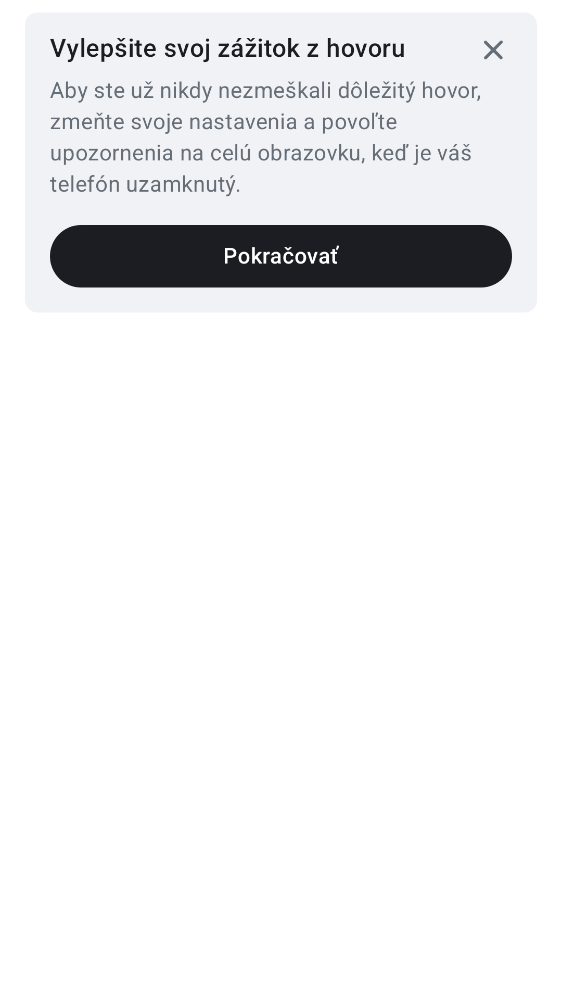 Vylepšite svoj zážitok z hovoru
Aby ste už nikdy nezmeškali dôležitý hovor,
zmeňte svoje nastavenia a povoľte
upozornenia na celú obrazovku, keď je váš
telefón uzamknutý.
Pokračovať